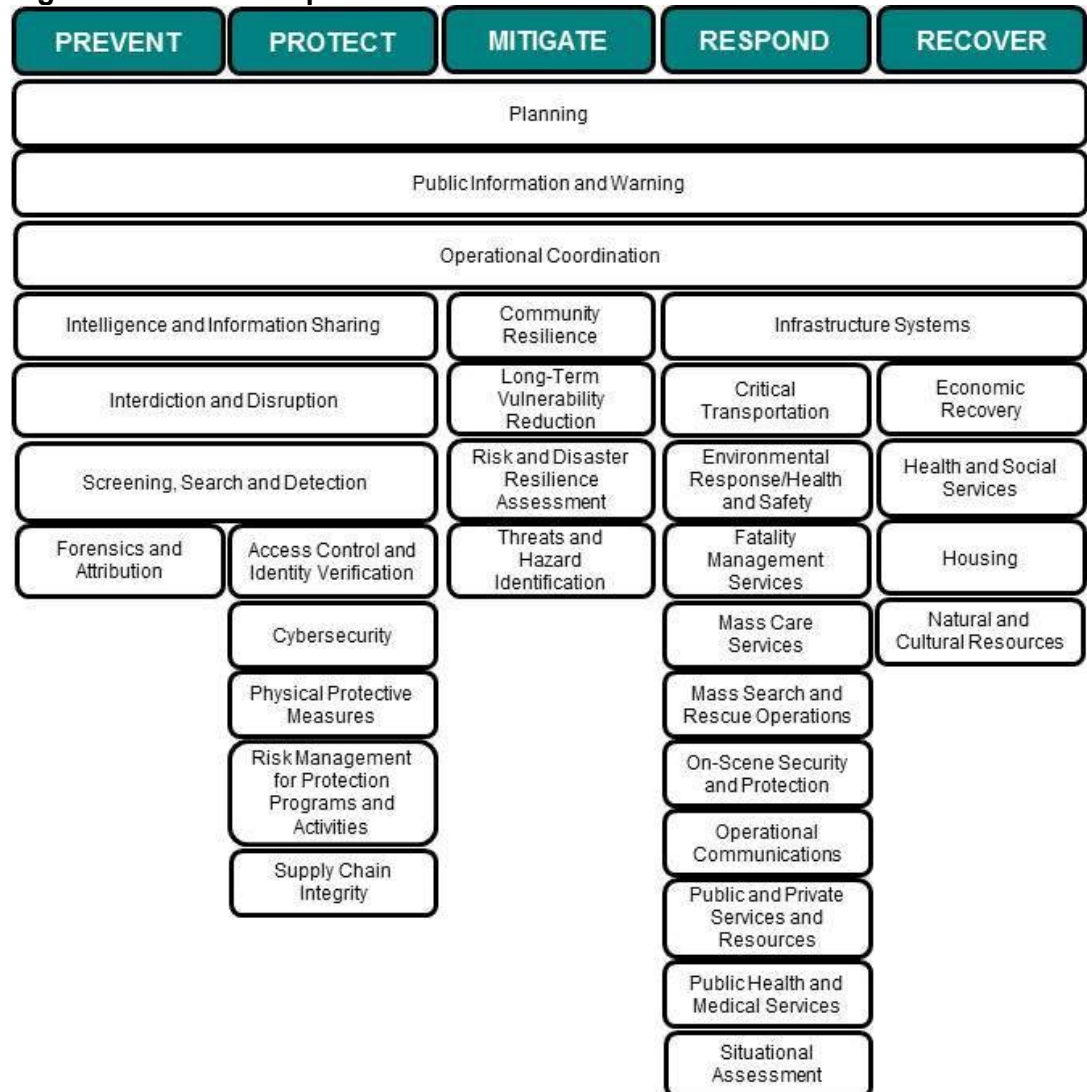 PREVENT PROTECT MITIGATE RESPOND RECOVER
Planning
Public Information and Warning
Operational Coordination
Intelligence and Information Sharing
Community
Resilience
Infrastructure Systems
Interdiction and Disruption
Long-Term
Vulnerability
Reduction
Critical
Transportation
Economic
Recovery
Screening, Search and Detection
Risk and Disaster
Resilience
Assessment
Environmental
Response/Health
and Safety
Health and Social
Services
Forensics and
Attribution
Access Control and
Identity Verification
Threats and
Hazard
Identification
Fatality
Management
Services
Housing
Cybersecurity
Mass Care
Services
Natural and
Cultural Resources
Physical Protective
Measures
Mass Search and
Rescue Operations
Risk Management
for Protection
Programs and
Activities
On-Scene Security
and Protection
Operational
Communications
Supply Chain
Integrity
Public and Private
Services and
Resources
Public Health and
Medical Services
Situational
Assessment